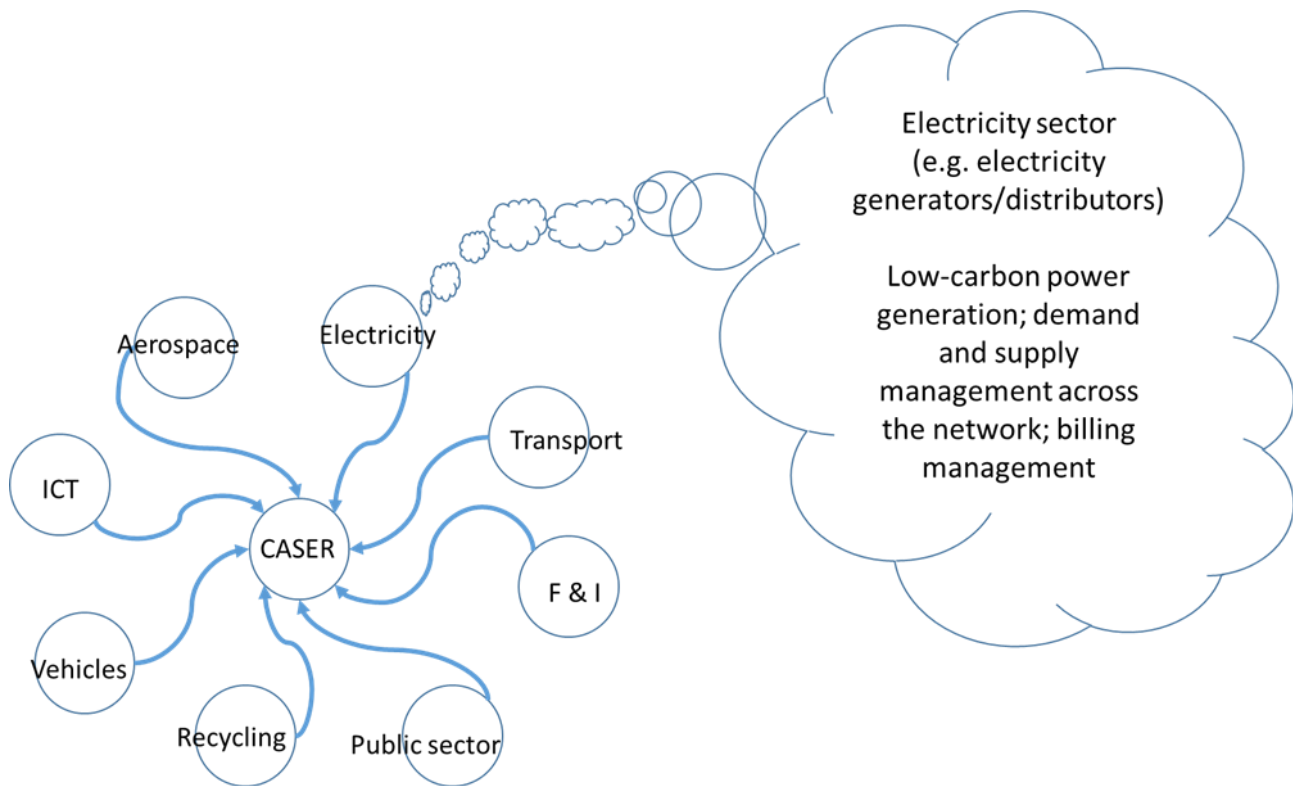 Electricity sector
(e.g. electricity
generators/distributors)
Low-carbon power
generation; demand
and supply
management across
the network; billing
management
Aerospace
Electricity
Transport
ICT
CASER
F & I
Vehicles
Recycling
Public sector